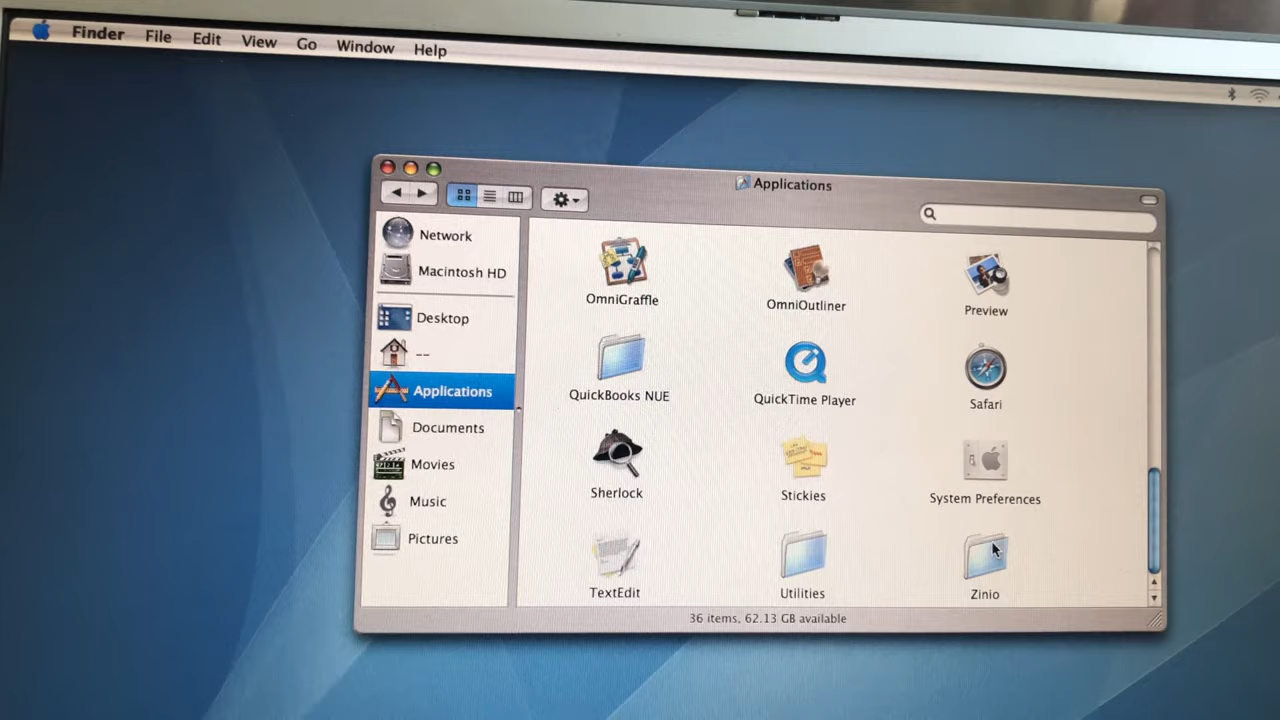 Finder File Edit View Go Window Help
Applications
Network
Macintosh HD
Desktop
--
Applications
Documents
Movies
Music
Pictures
OmniGraffle OmniOutliner Preview
QuickBooks NUE QuickTime Player Safari
Sherlock Stickies System Preferences
TextEdit Utilities Zinio
36 items, 62.13 GB available